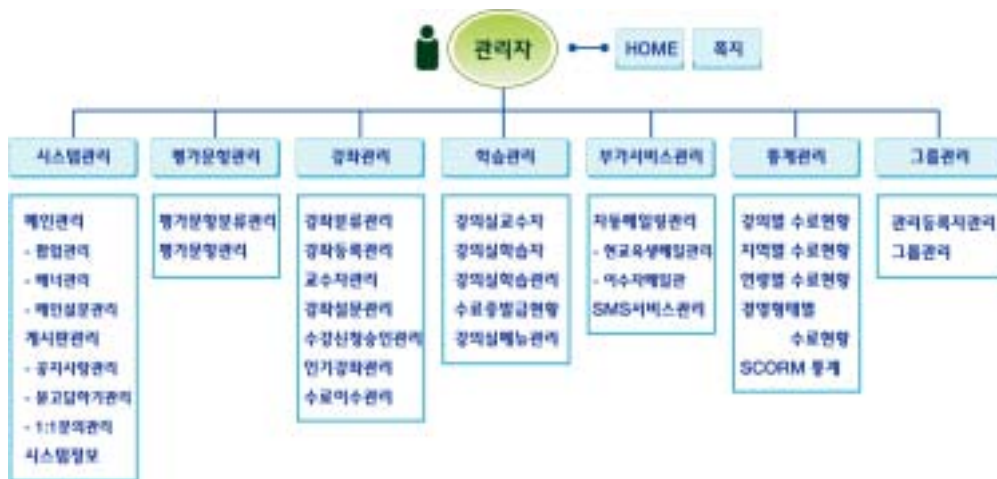 관리자
HOME
쪽지
시스템관리
평가문항관리
강좌관리
학습관리
부가서비스관리
통계관리
그룹관리
메인관리
- 팝업관리
- 배너관리
- 메인설문관리
게시판관리
- 공지사항관리
- 묻고답하기관리
- 1:1문의관리
시스템정보
평가문항분류관리
평가문항관리
강좌분류관리
강좌등록관리
교수자관리
강좌설문관리
수강신청승인관리
인기강좌관리
수료이수관리
강의실교수자
강의실학습자
강의실학습관리
수료증발급현황
강의실메뉴관리
자동메일링관리
- 현교육생메일관리
- 이수자메일관
SMS서비스관리
강의별 수료현황
지역별 수료현황
연령별 수료현황
경영형태별
수료현황
SCORM 통계
관리등록자관리
그룹관리